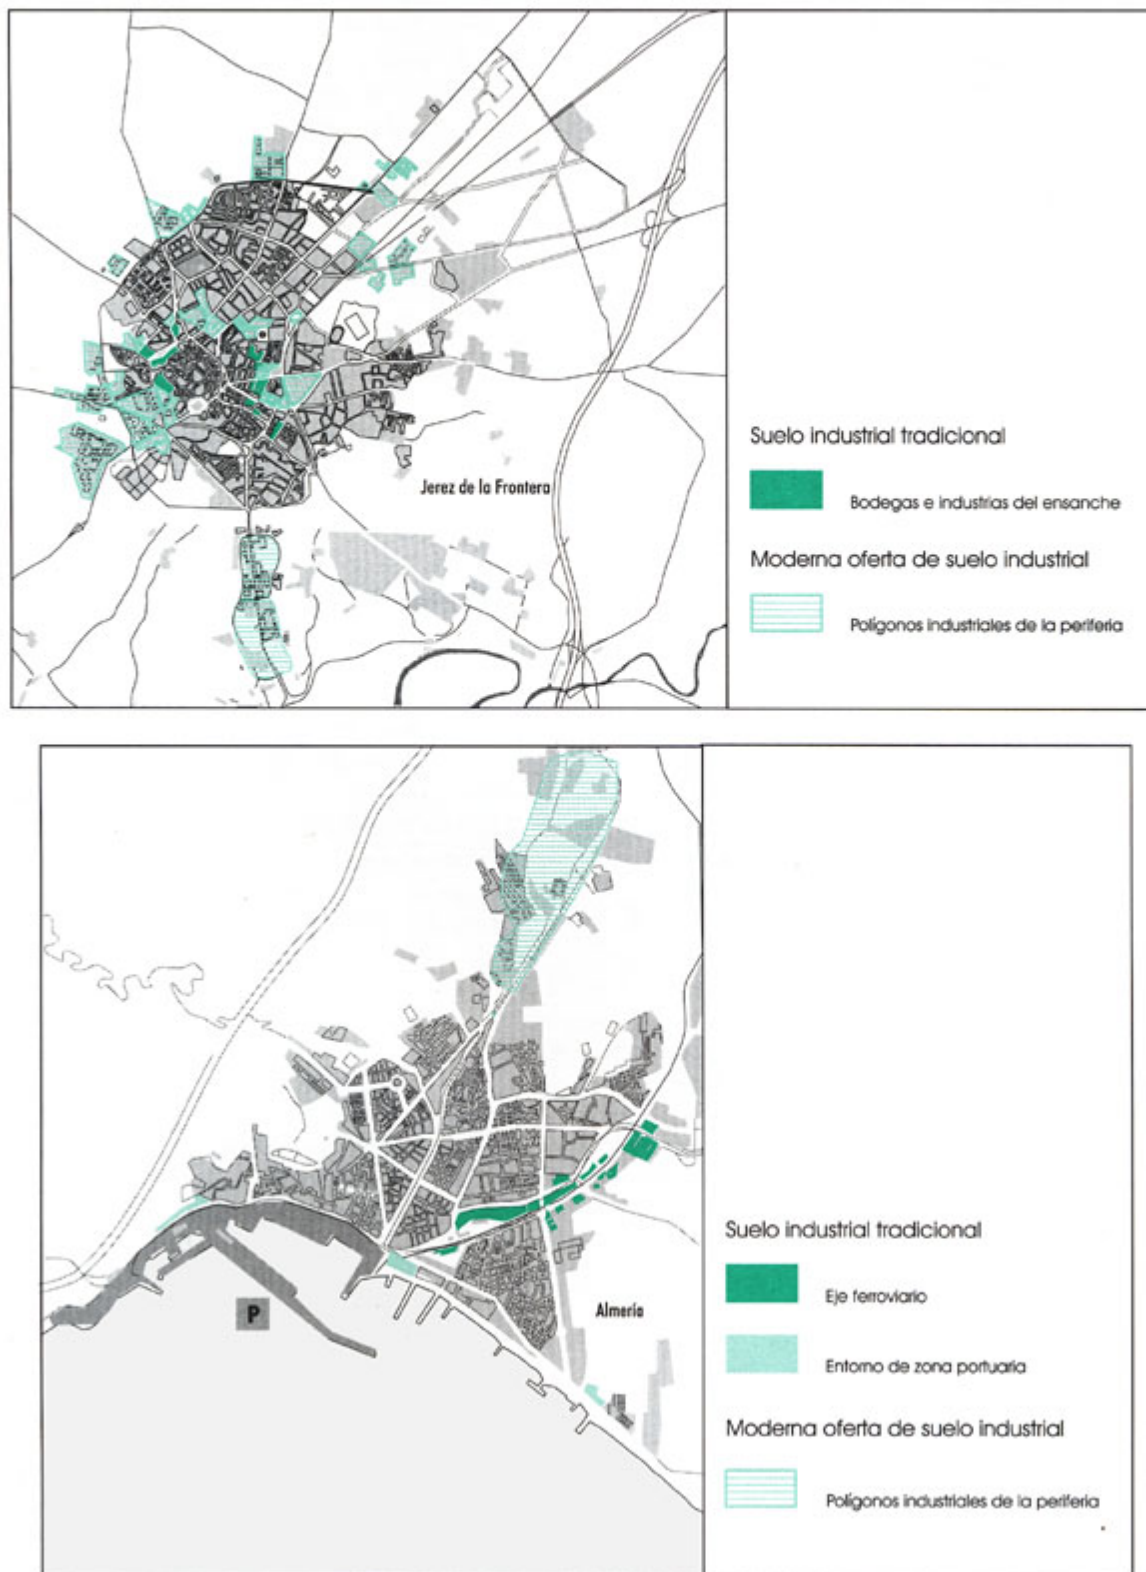 Jerez de la Frontera
Suelo industrial tradicional
Bodegas e industrias del ensanche
Moderna oferta de suelo industrial
Polígonos industriales de la periferia
P
Almería
Suelo industrial tradicional
Eje ferroviario
Entorno de zona portuaria
Moderna oferta de suelo industrial
Polígonos industriales de la periferia